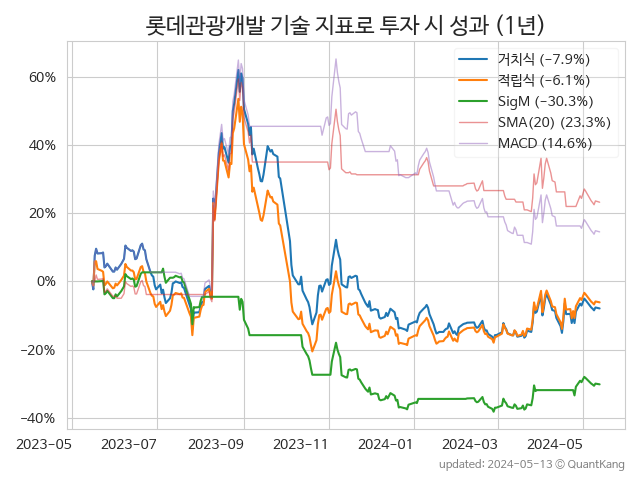 롯데관광개발 기술 지표로 투자 시 성과 (1년)
거치식 (−7.9%)
적립식 (−6.1%)
SigM (−30.3%)
SMA(20) (23.3%)
MACD (14.6%)
60%
40%
20%
0%
−20%
−40%
2023-05
2023-07
2023-09
2023-11
2024-01
2024-03
2024-05
updated: 2024-05-13 © QuantKang